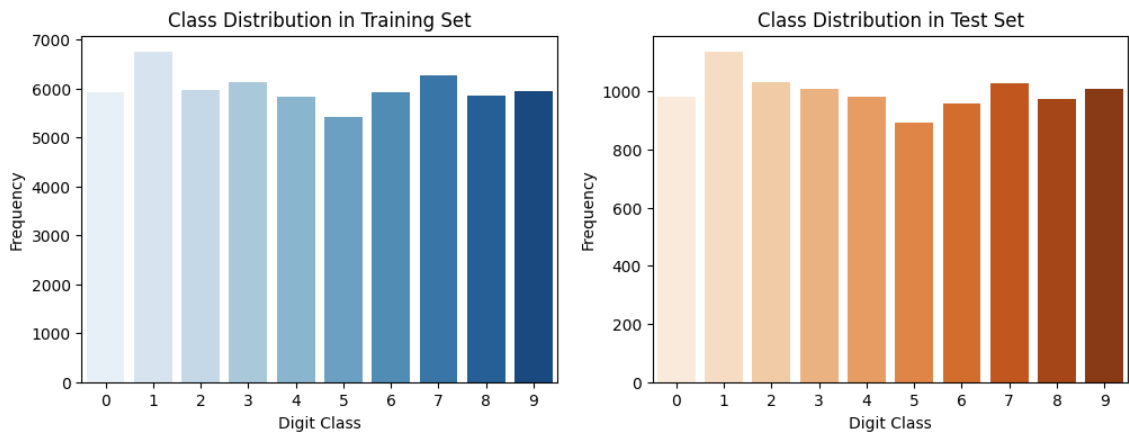 Class Distribution in Training Set
7000
6000
5000
4000
3000
2000
1000
0
Frequency
0 1 2 3 4 5 6 7 8 9
Digit Class
Class Distribution in Test Set
1000
800
600
400
200
0
Frequency
0 1 2 3 4 5 6 7 8 9
Digit Class